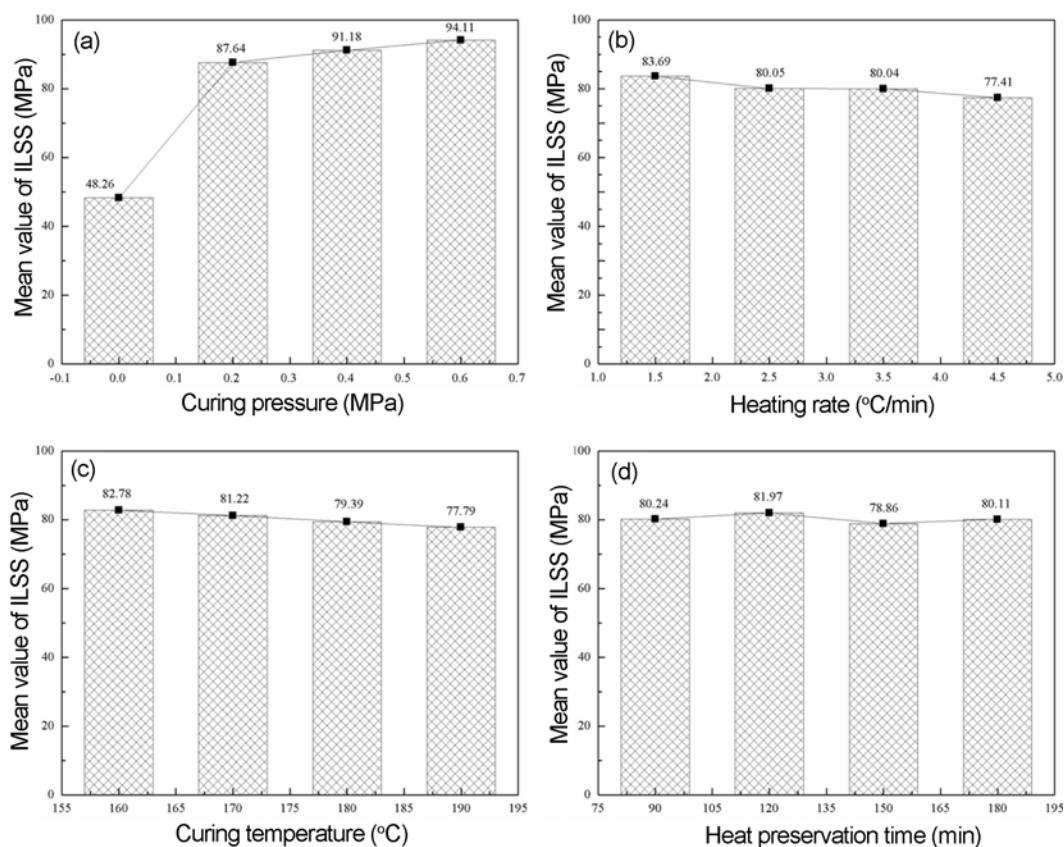 (a)
100
80
60
40
20
0
48.26
87.64
91.18
94.11
-0.1 0.0 0.1 0.2 0.3 0.4 0.5 0.6 0.7
Curing pressure (MPa)
Mean value of ILSS (MPa)
(b)
100
80
60
40
20
0
83.69
80.05
80.04
77.41
1.0 1.5 2.0 2.5 3.0 3.5 4.0 4.5 5.0
Heating rate (°C/min)
Mean value of ILSS (MPa)
(c)
100
80
60
40
20
0
82.78
81.22
79.39
77.79
155 160 165 170 175 180 185 190 195
Curing temperature (°C)
Mean value of ILSS (MPa)
(d)
100
80
60
40
20
0
80.24
81.97
78.86
80.11
75 90 105 120 135 150 165 180 195
Heat preservation time (min)
Mean value of ILSS (MPa)